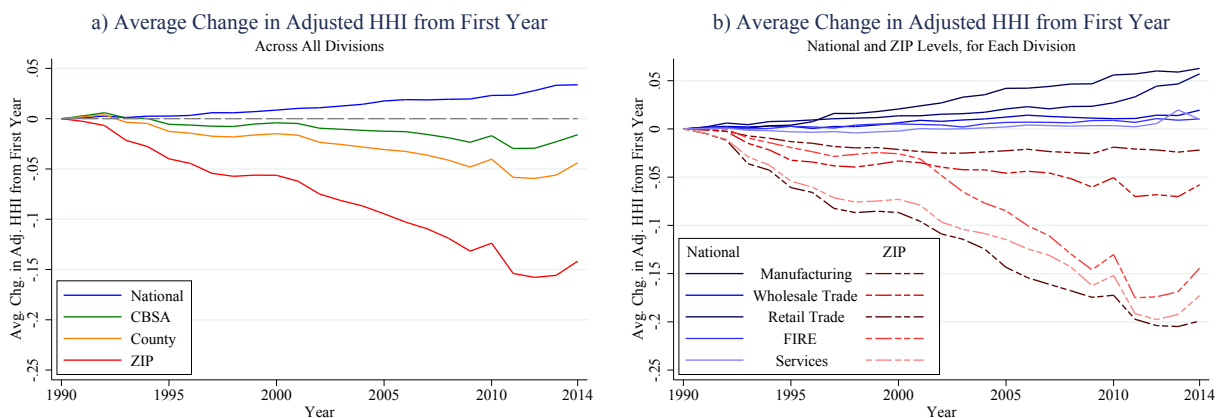 a) Average Change in Adjusted HHI from First Year
Across All Divisions
Avg. Chg. in Adj. HHI from First Year
.05
0
-.05
-.1
-.15
-.2
-.25
National
CBSA
County
ZIP
1990 1995 2000 2005 2010 2014
Year
b) Average Change in Adjusted HHI from First Year
National and ZIP Levels, for Each Division
Avg. Chg. in Adj. HHI from First Year
.05
0
-.05
-.1
-.15
-.2
-.25
National ZIP
Manufacturing
Wholesale Trade
Retail Trade
FIRE
Services
1990 1995 2000 2005 2010 2014
Year